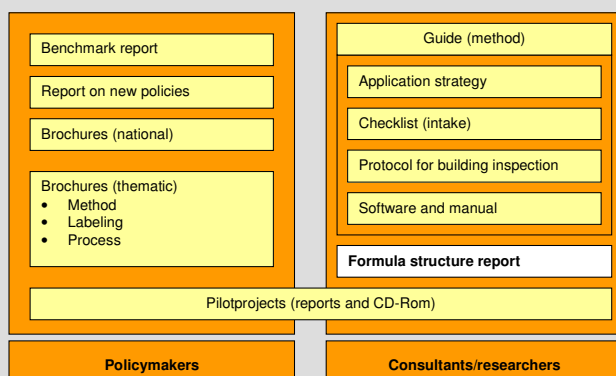 Benchmark report
Report on new policies
Brochures (national)
Brochures (thematic)
• Method
• Labeling
• Process
Guide (method)
Application strategy
Checklist (intake)
Protocol for building inspection
Software and manual
Formula structure report
Pilotprojects (reports and CD-Rom)
Policymakers
Consultants/researchers